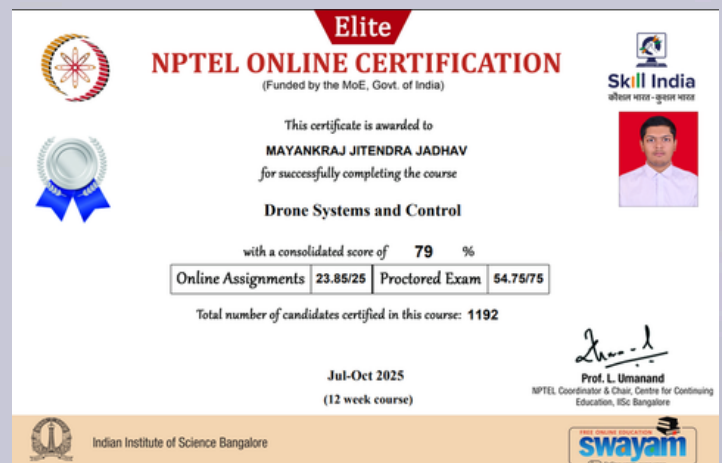 Elite
NPTEL ONLINE CERTIFICATION
(Funded by the MoE, Govt. of India)
Skill India
कौशल भारत - कुशल भारत
This certificate is awarded to
MAYANKRAJ JITENDRA JADHAV
for successfully completing the course
Drone Systems and Control
with a consolidated score of 79 %
Online Assignments 23.85/25 Proctored Exam 54.75/75
Total number of candidates certified in this course: 1192
Jul-Oct 2025
(12 week course)
Prof. L. Umanand
NPTEL Coordinator & Chair, Centre for Continuing
Education, IISc Bangalore
Indian Institute of Science Bangalore
FREE ONLINE EDUCATION
swayam